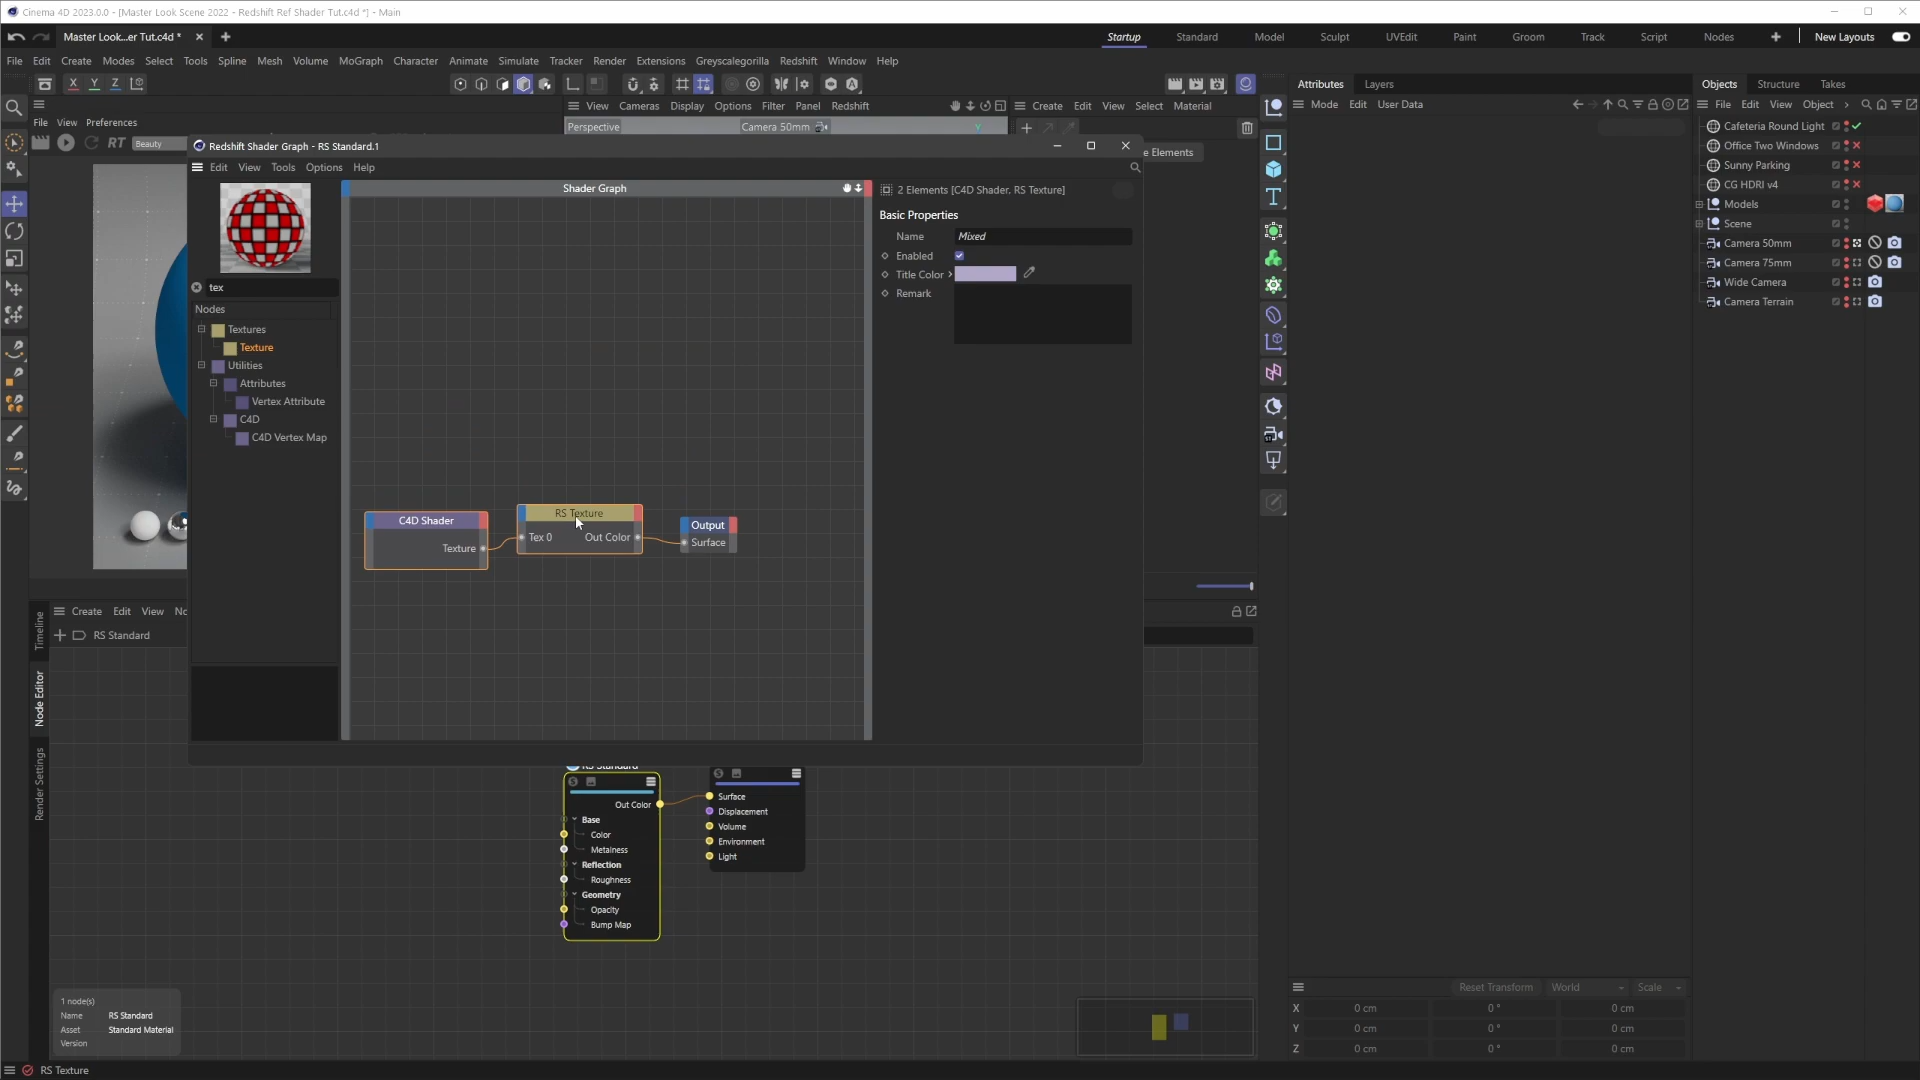 Cinema 4D 2023.0.0 - [Master Look Scene 2022 - Redshift Ref Shader Tut.c4d *] - Main
Master Look...er Tut.c4d *
Startup
Standard
Model
Sculpt
UVEdit
Paint
Groom
Track
Script
Nodes
New Layouts
File Edit Create Modes Select Tools Spline Mesh Volume MoGraph Character Animate Simulate Tracker Render Extensions Greyscalegorilla Redshift Window Help
X Y Z
Attributes Layers
Objects Structure Takes
File View Preferences
View Cameras Display Options Filter Panel Redshift
Create Edit View Select Material
Mode Edit User Data
File Edit View Object
RT Beauty
Perspective
Camera 50mm
Y
e Elements
Redshift Shader Graph - RS Standard.1
Edit View Tools Options Help
tex
Nodes
Textures
Texture
Utilities
Attributes
Vertex Attribute
C4D
C4D Vertex Map
Shader Graph
C4D Shader
Texture
RS Texture
Tex 0
Out Color
Output
Surface
2 Elements [C4D Shader, RS Texture]
Basic Properties
Name
Mixed
Enabled
Title Color
Remark
Cafeteria Round Light
Office Two Windows
Sunny Parking
CG HDRI v4
Models
Scene
Camera 50mm
Camera 75mm
Wide Camera
Camera Terrain
Timeline
Node Editor
Render Settings
Create Edit View No
RS Standard
RS Standard
Out Color
Base
Color
Metalness
Reflection
Roughness
Geometry
Opacity
Bump Map
Surface
Displacement
Volume
Environment
Light
1 node(s)
Name RS Standard
Asset Standard Material
Version
Reset Transform World Scale
X 0 cm 0 ° 0 cm
Y 0 cm 0 ° 0 cm
Z 0 cm 0 ° 0 cm
RS Texture